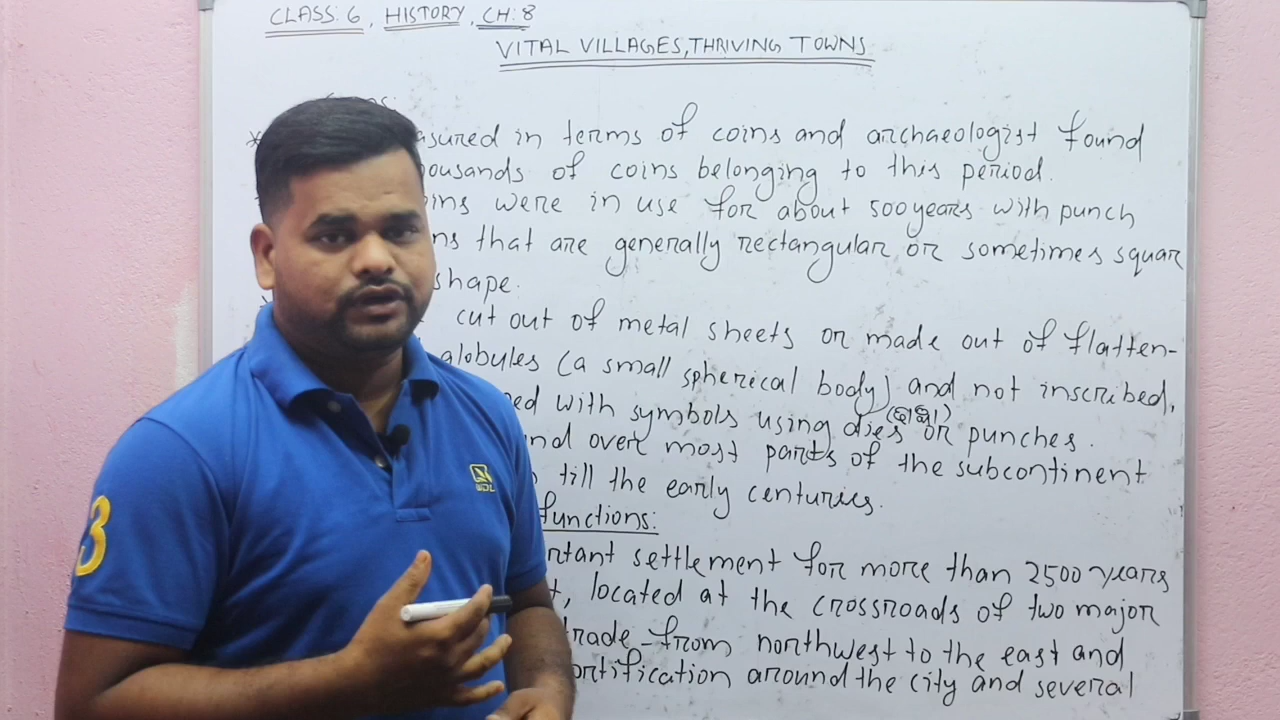 CLASS: 6, HISTORY, CH: 8
VITAL VILLAGES, THRIVING TOWNS
* asured in terms of coins and archaeologist found
ousands of coins belonging to this period.
ins were in use for about 500 years with punch
ns that are generally rectangular or sometimes squar
shape.
cut out of metal sheets or made out of flatten-
globules (a small spherical body) and not inscribed,
ed with symbols using dies or punches.
nd over most parts of the subcontinent
till the early centuries.
functions:
rtant settlement for more than 2500 years
t, located at the crossroads of two major
trade from northwest to the east and
ortification around the city and several
3
WDL